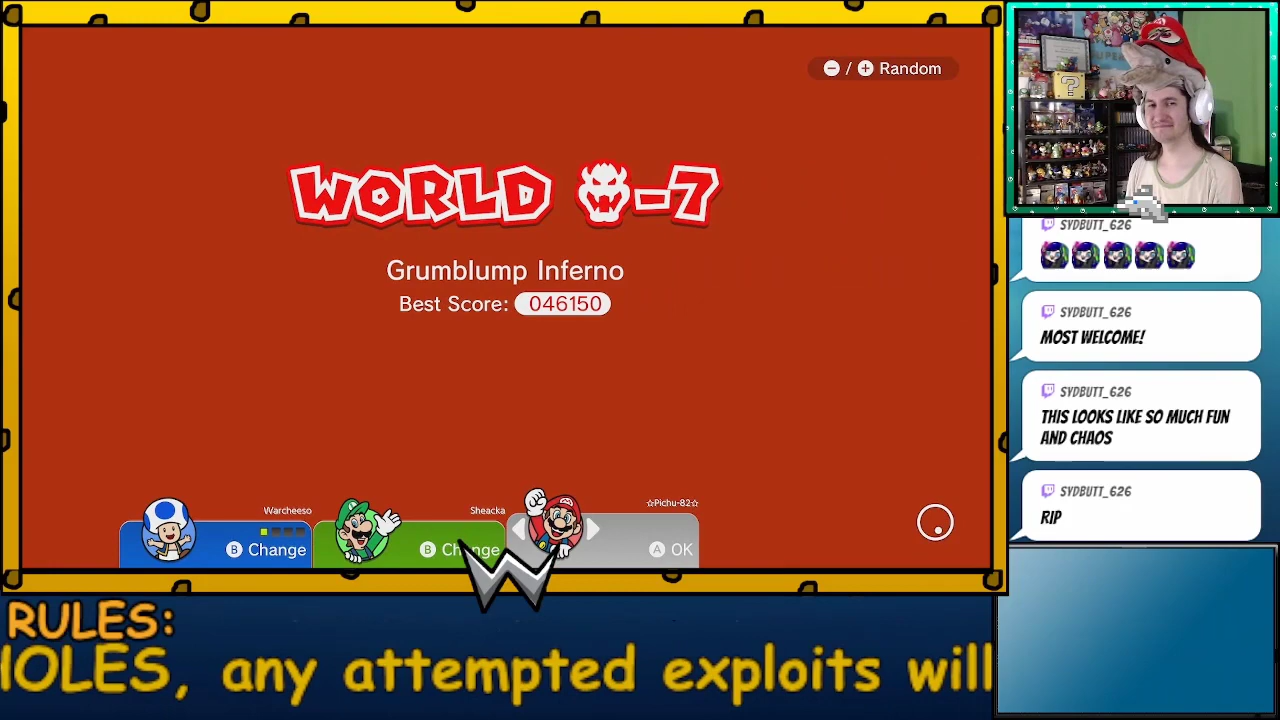 − / + Random
WORLD -7
Grumblump Inferno
Best Score: 046150
Warcheeso
B Change
Sheacka
B Change
☆Pichu-82☆
A OK
W
RULES:
HOLES, any attempted exploits will
SYDBUTT_626
SYDBUTT_626
MOST WELCOME!
SYDBUTT_626
THIS LOOKS LIKE SO MUCH FUN
AND CHAOS
SYDBUTT_626
RIP